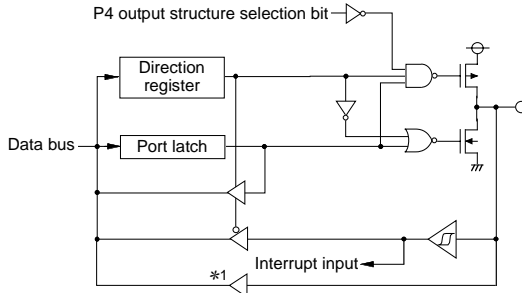 P4 output structure selection bit
Direction
register
Data bus
Port latch
Interrupt input
*1